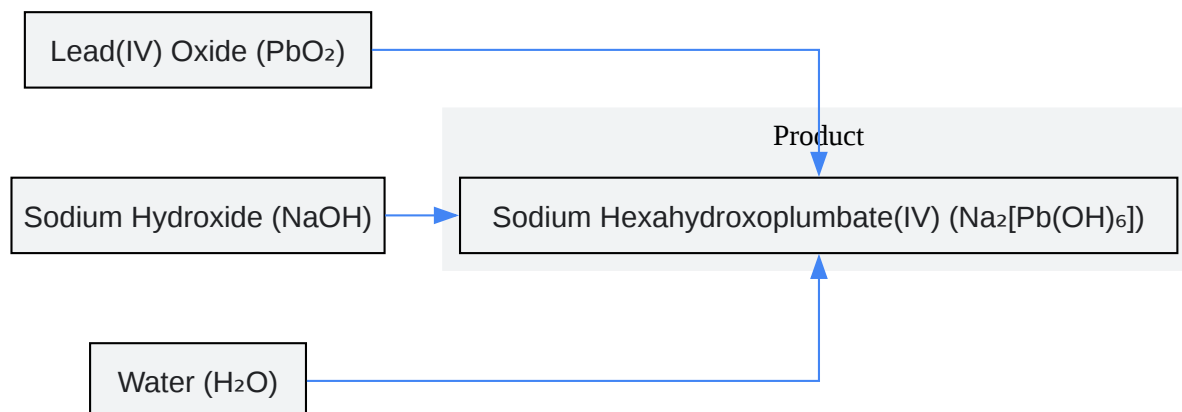 Lead(IV) Oxide (PbO₂)
Product
Sodium Hydroxide (NaOH)
Sodium Hexahydroxoplumbate(IV) (Na₂[Pb(OH)₆])
Water (H₂O)